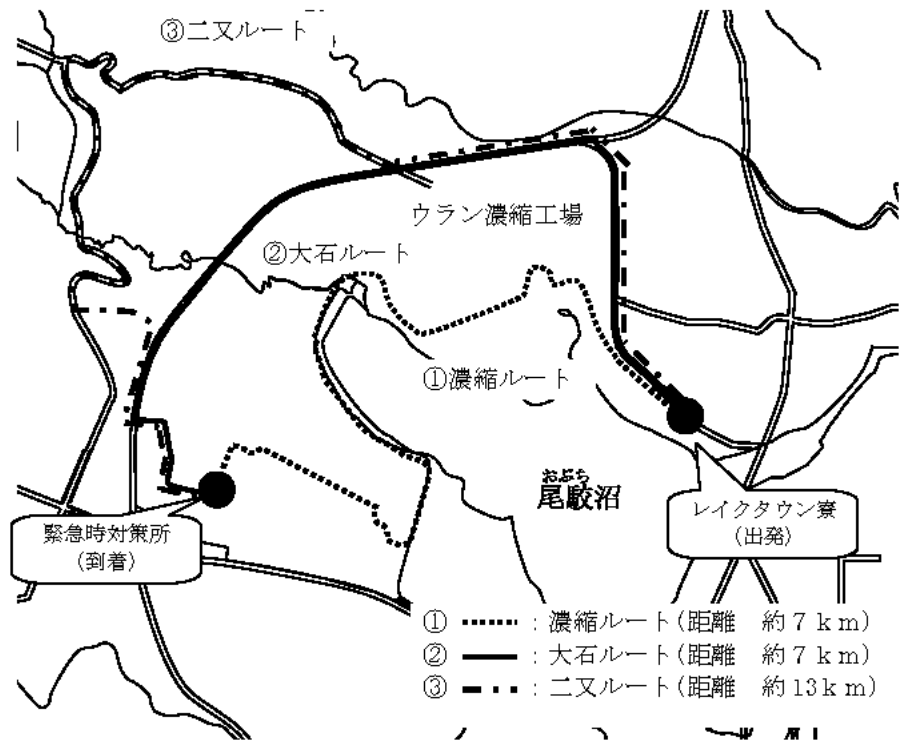 ③二又ルート
ウラン濃縮工場
②大石ルート
①濃縮ルート
おぶち
尾駮沼
レイクタウン寮
(出発)
緊急時対策所
(到着)
① : 濃縮ルート(距離 約7km)
② : 大石ルート(距離 約7km)
③ : 二又ルート(距離 約13km)